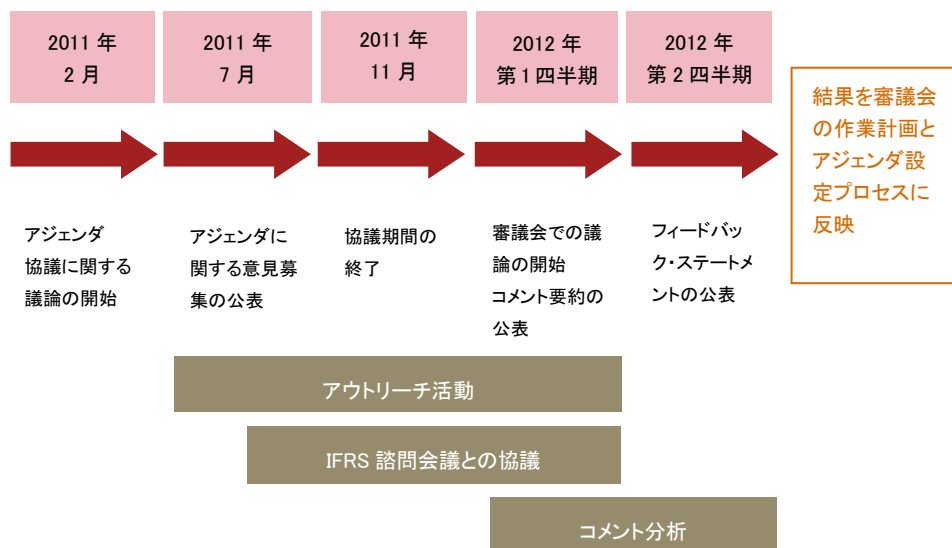 2011 年
2 月
2011 年
7 月
2011 年
11 月
2012 年
第1四半期
2012 年
第2四半期
結果を審議会
の作業計画と
アジェンダ設
定プロセスに
反映
アジェンダ
協議に関する
議論の開始
アジェンダに
関する意見募
集の公表
協議期間の
終了
審議会での議
論の開始
コメント要約の
公表
フィードバッ
ク・ステートメ
ントの公表
アウトリーチ活動
IFRS 諮問会議との協議
コメント分析